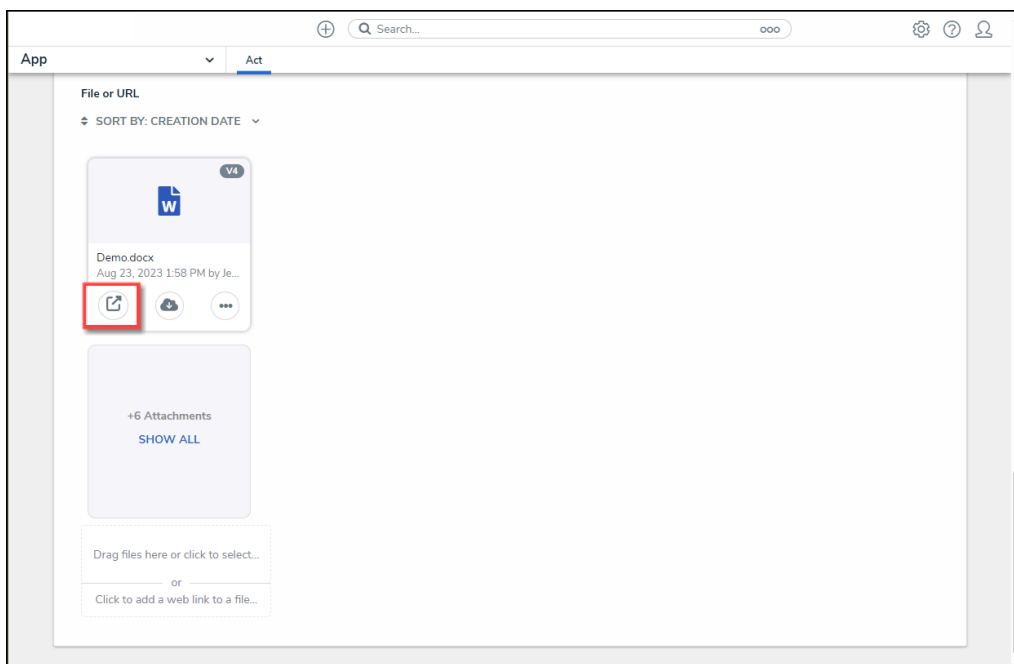 Search...
App
Act
File or URL
SORT BY: CREATION DATE
V4
W
Demo.docx
Aug 23, 2023 1:58 PM by Je...
+6 Attachments
SHOW ALL
Drag files here or click to select...
or
Click to add a web link to a file...